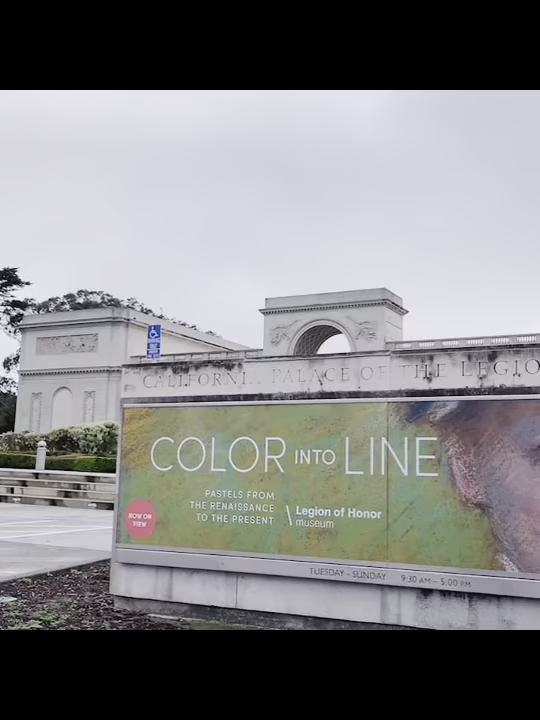 CALIFORNIA PALACE OF THE LEGIO
COLOR INTO LINE
PASTELS FROM
THE RENAISSANCE
TO THE PRESENT
Legion of Honor
museum
NOW ON
VIEW
TUESDAY - SUNDAY 9:30 AM - 5:00 PM